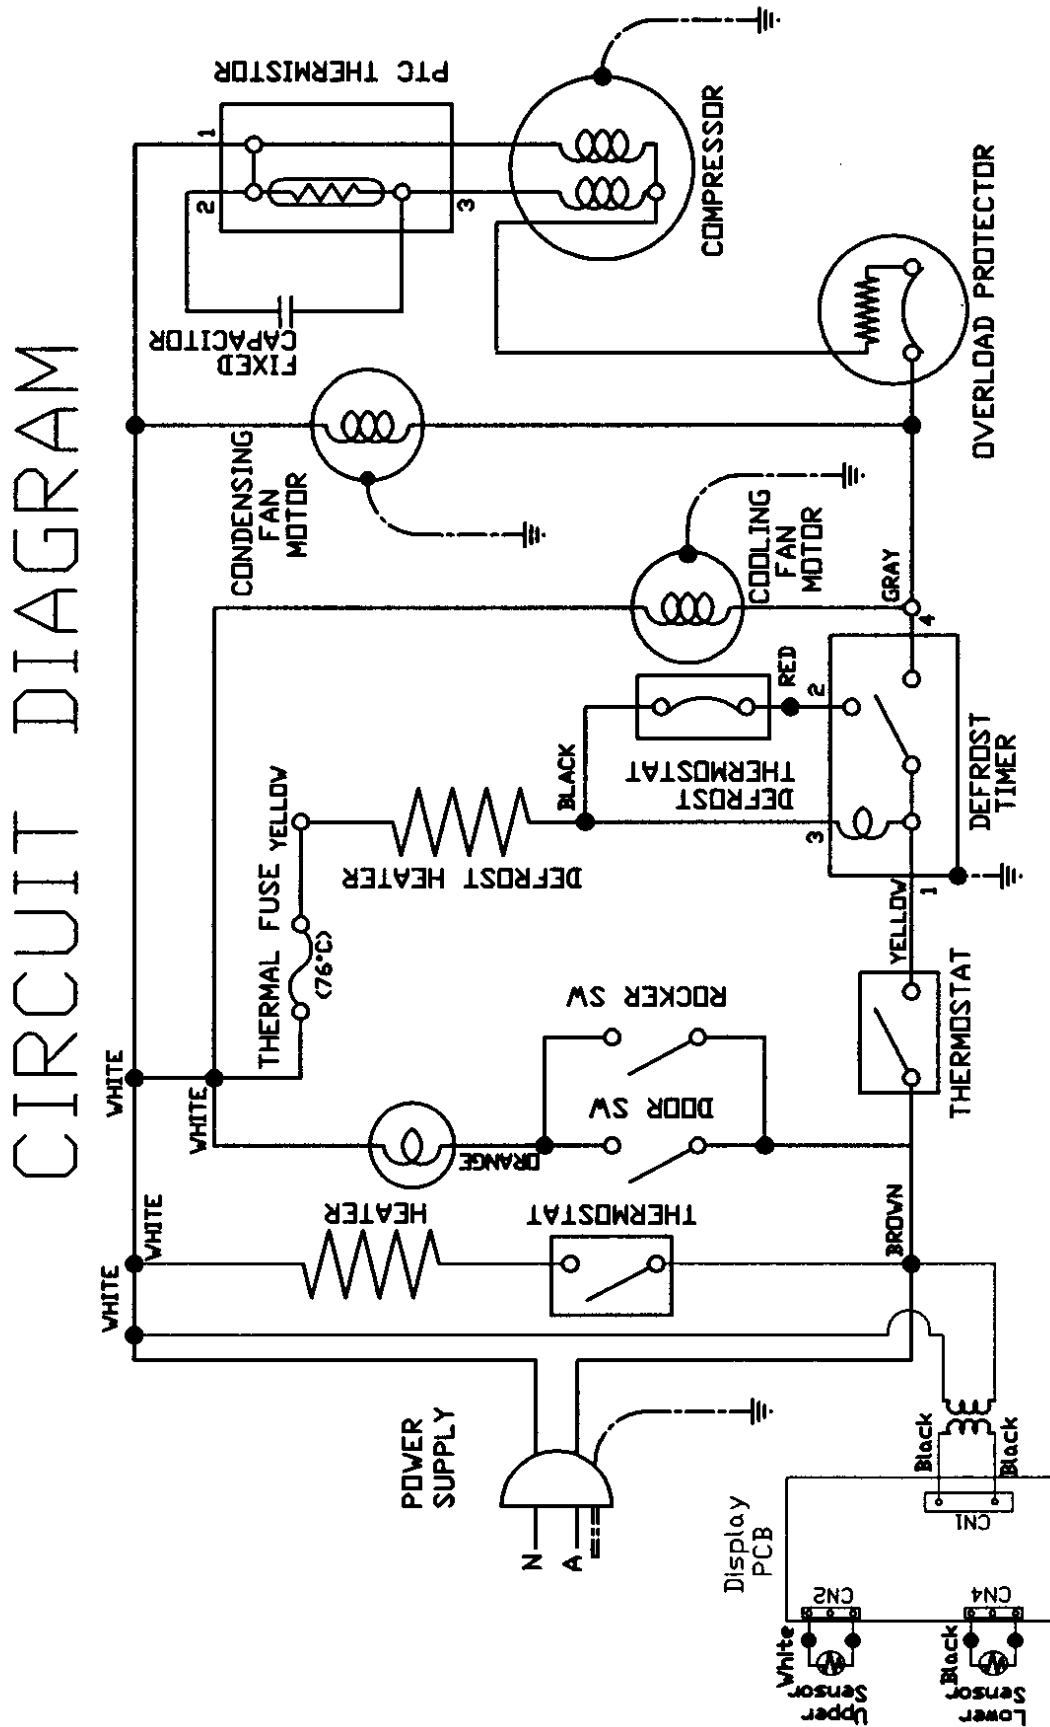 CIRCUIT DIAGRAM
POWER
SUPPLY
N
A
WHITE
WHITE
WHITE
WHITE
HEATER
THERMOSTAT
BROWN
ORANGE
DOOR SW
ROCKER SW
THERMOSTAT
THERMAL FUSE
(76°C)
YELLOW
DEFROST HEATER
BLACK
DEFROST
THERMOSTAT
RED
YELLOW
1
2
3
4
DEFROST
TIMER
GRAY
COOLING
FAN
MOTOR
CONDENSING
FAN
MOTOR
FIXED
CAPACITOR
PTC THERMISTOR
1
2
3
COMPRESSOR
OVERLOAD PROTECTOR
Display
PCB
Black
Black
CN1
CN2
CN4
White
Black
Upper
Sensor
Lower
Sensor